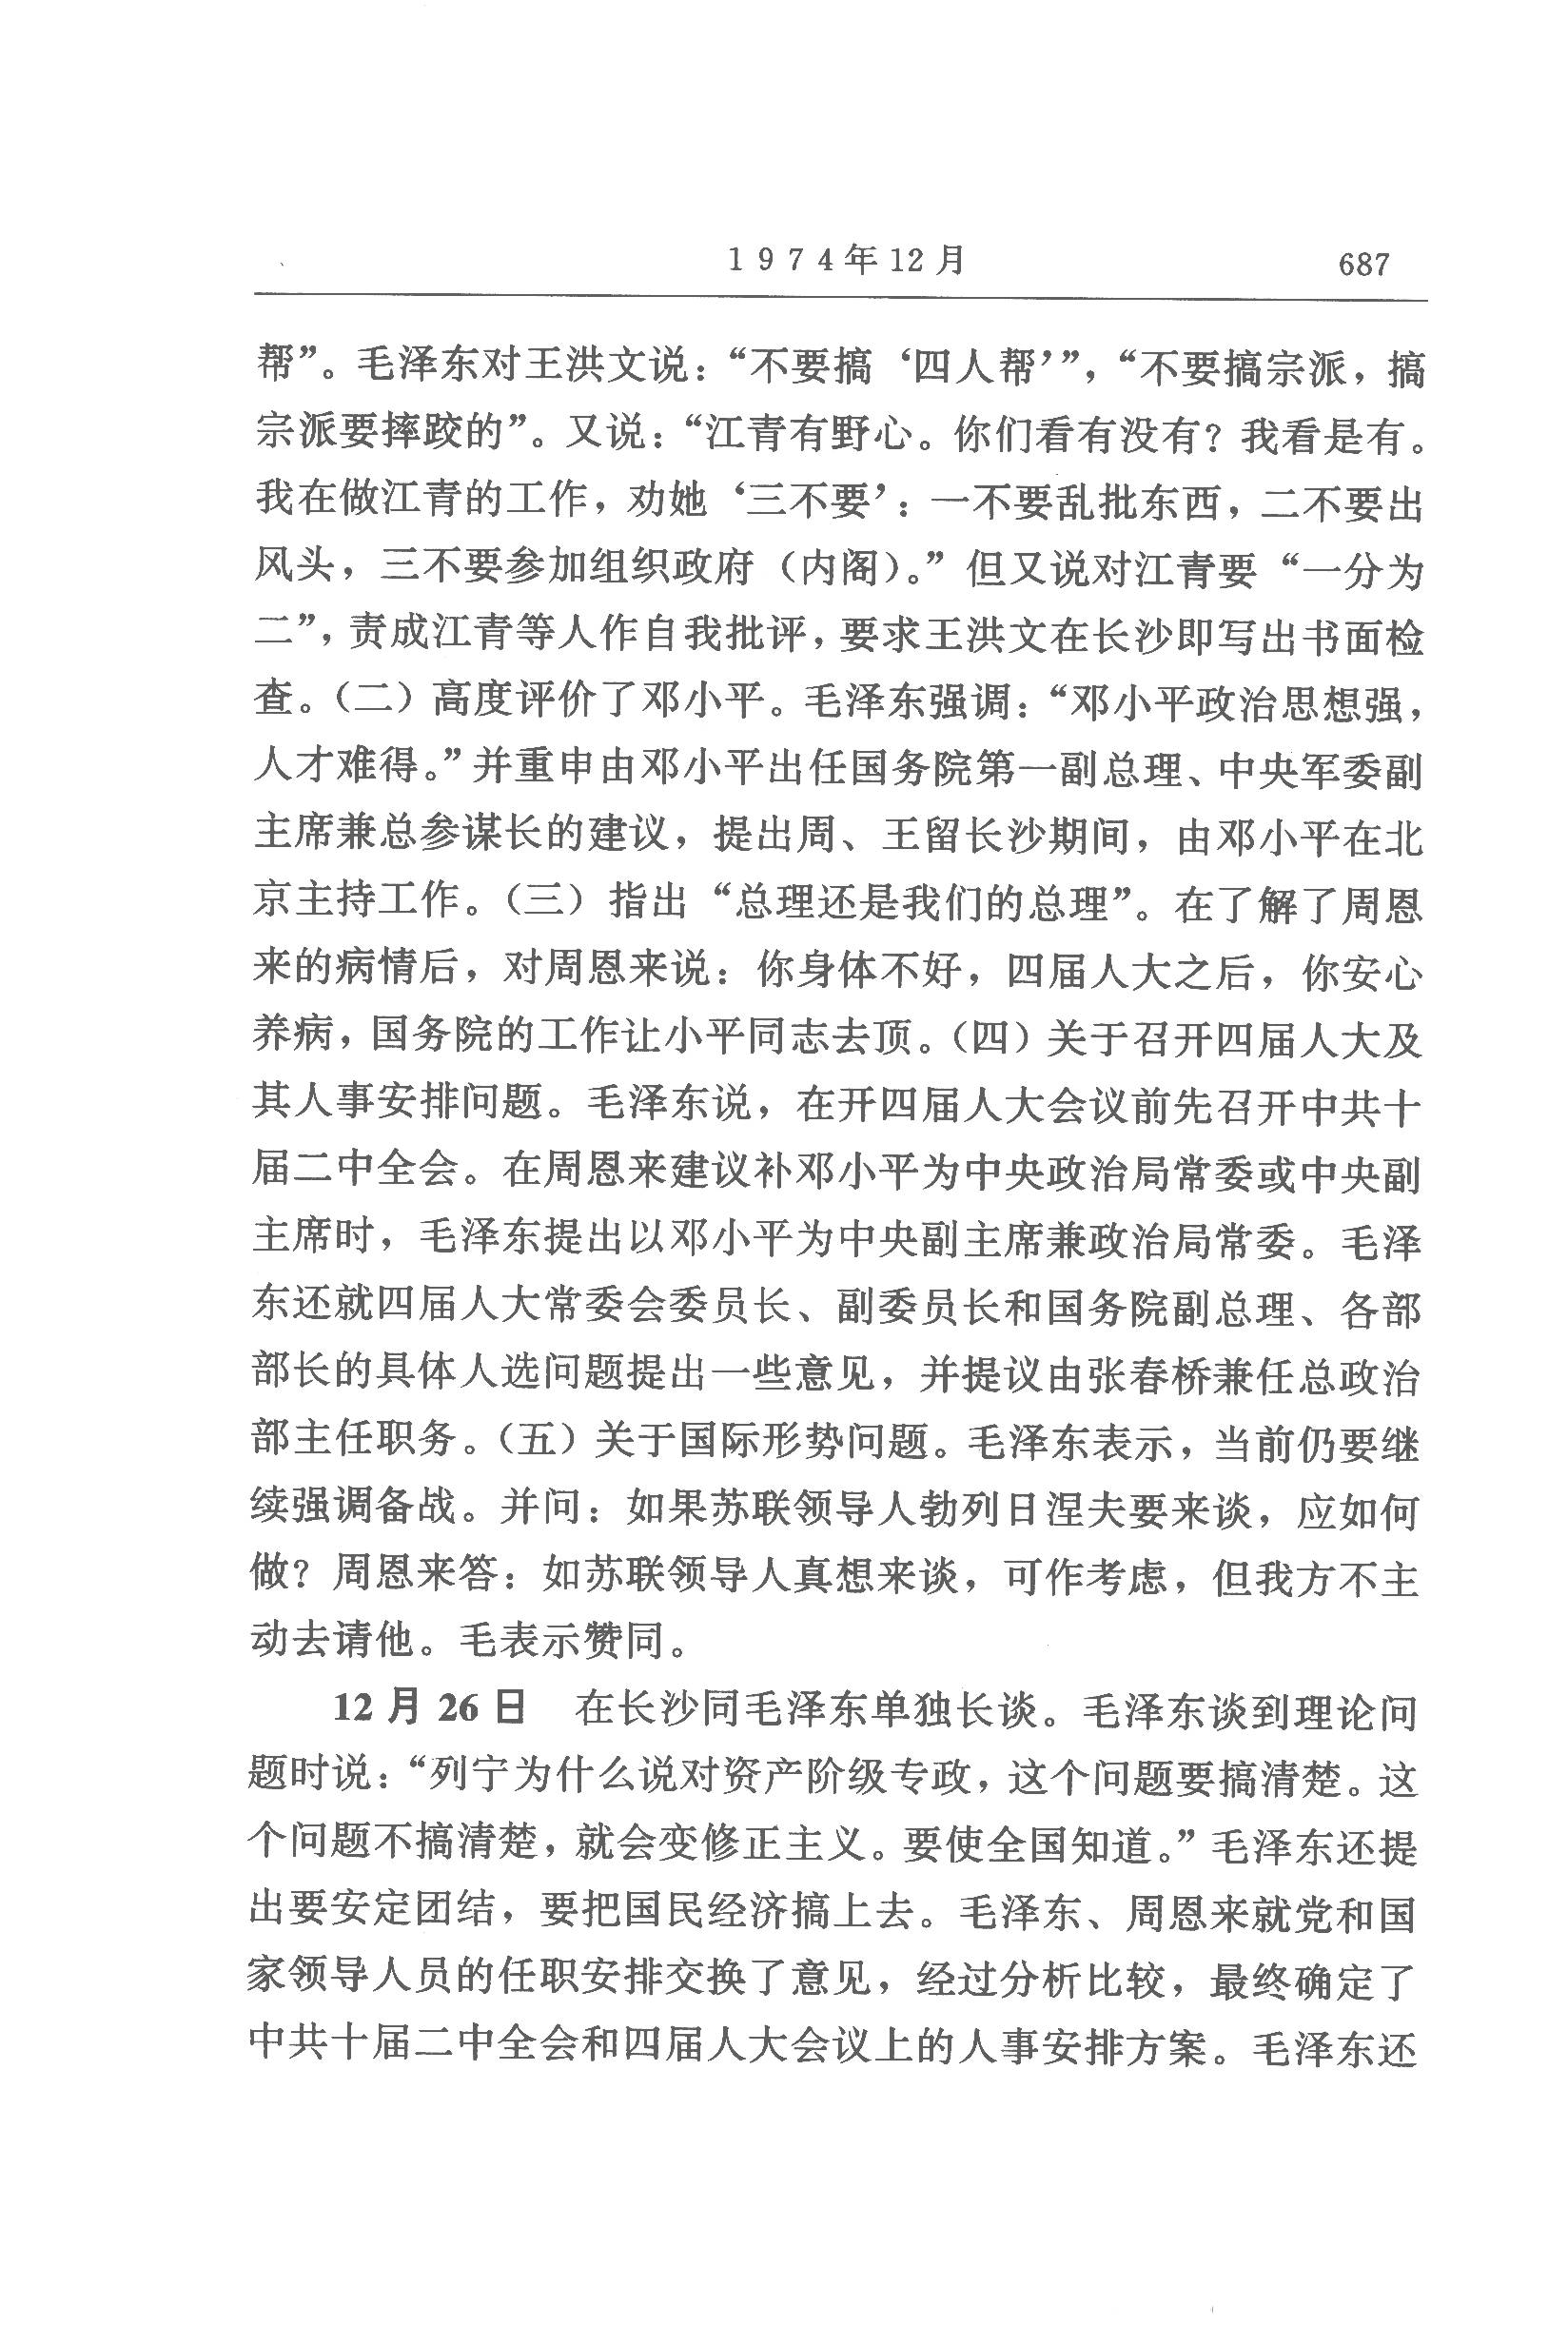 1974年12月 687
帮”。毛泽东对王洪文说：“不要搞‘四人帮’”，“不要搞宗派，搞
宗派要摔跤的”。又说：“江青有野心。你们看有没有？我看是有。
我在做江青的工作，劝她‘三不要’：一不要乱批东西，二不要出
风头，三不要参加组织政府（内阁）。”但又说对江青要“一分为
二”，责成江青等人作自我批评，要求王洪文在长沙即写出书面检
查。（二）高度评价了邓小平。毛泽东强调：“邓小平政治思想强，
人才难得。”并重申由邓小平出任国务院第一副总理、中央军委副
主席兼总参谋长的建议，提出周、王留长沙期间，由邓小平在北
京主持工作。（三）指出“总理还是我们的总理”。在了解了周恩
来的病情后，对周恩来说：你身体不好，四届人大之后，你安心
养病，国务院的工作让小平同志去顶。（四）关于召开四届人大及
其人事安排问题。毛泽东说，在开四届人大会议前先召开中共十
届二中全会。在周恩来建议补邓小平为中央政治局常委或中央副
主席时，毛泽东提出以邓小平为中央副主席兼政治局常委。毛泽
东还就四届人大常委会委员长、副委员长和国务院副总理、各部
部长的具体人选问题提出一些意见，并提议由张春桥兼任总政治
部主任职务。（五）关于国际形势问题。毛泽东表示，当前仍要继
续强调备战。并问：如果苏联领导人勃列日涅夫要来谈，应如何
做？周恩来答：如苏联领导人真想来谈，可作考虑，但我方不主
动去请他。毛表示赞同。
12月26日 在长沙同毛泽东单独长谈。毛泽东谈到理论问
题时说：“列宁为什么说对资产阶级专政，这个问题要搞清楚。这
个问题不搞清楚，就会变修正主义。要使全国知道。”毛泽东还提
出要安定团结，要把国民经济搞上去。毛泽东、周恩来就党和国
家领导人员的任职安排交换了意见，经过分析比较，最终确定了
中共十届二中全会和四届人大会议上的人事安排方案。毛泽东还